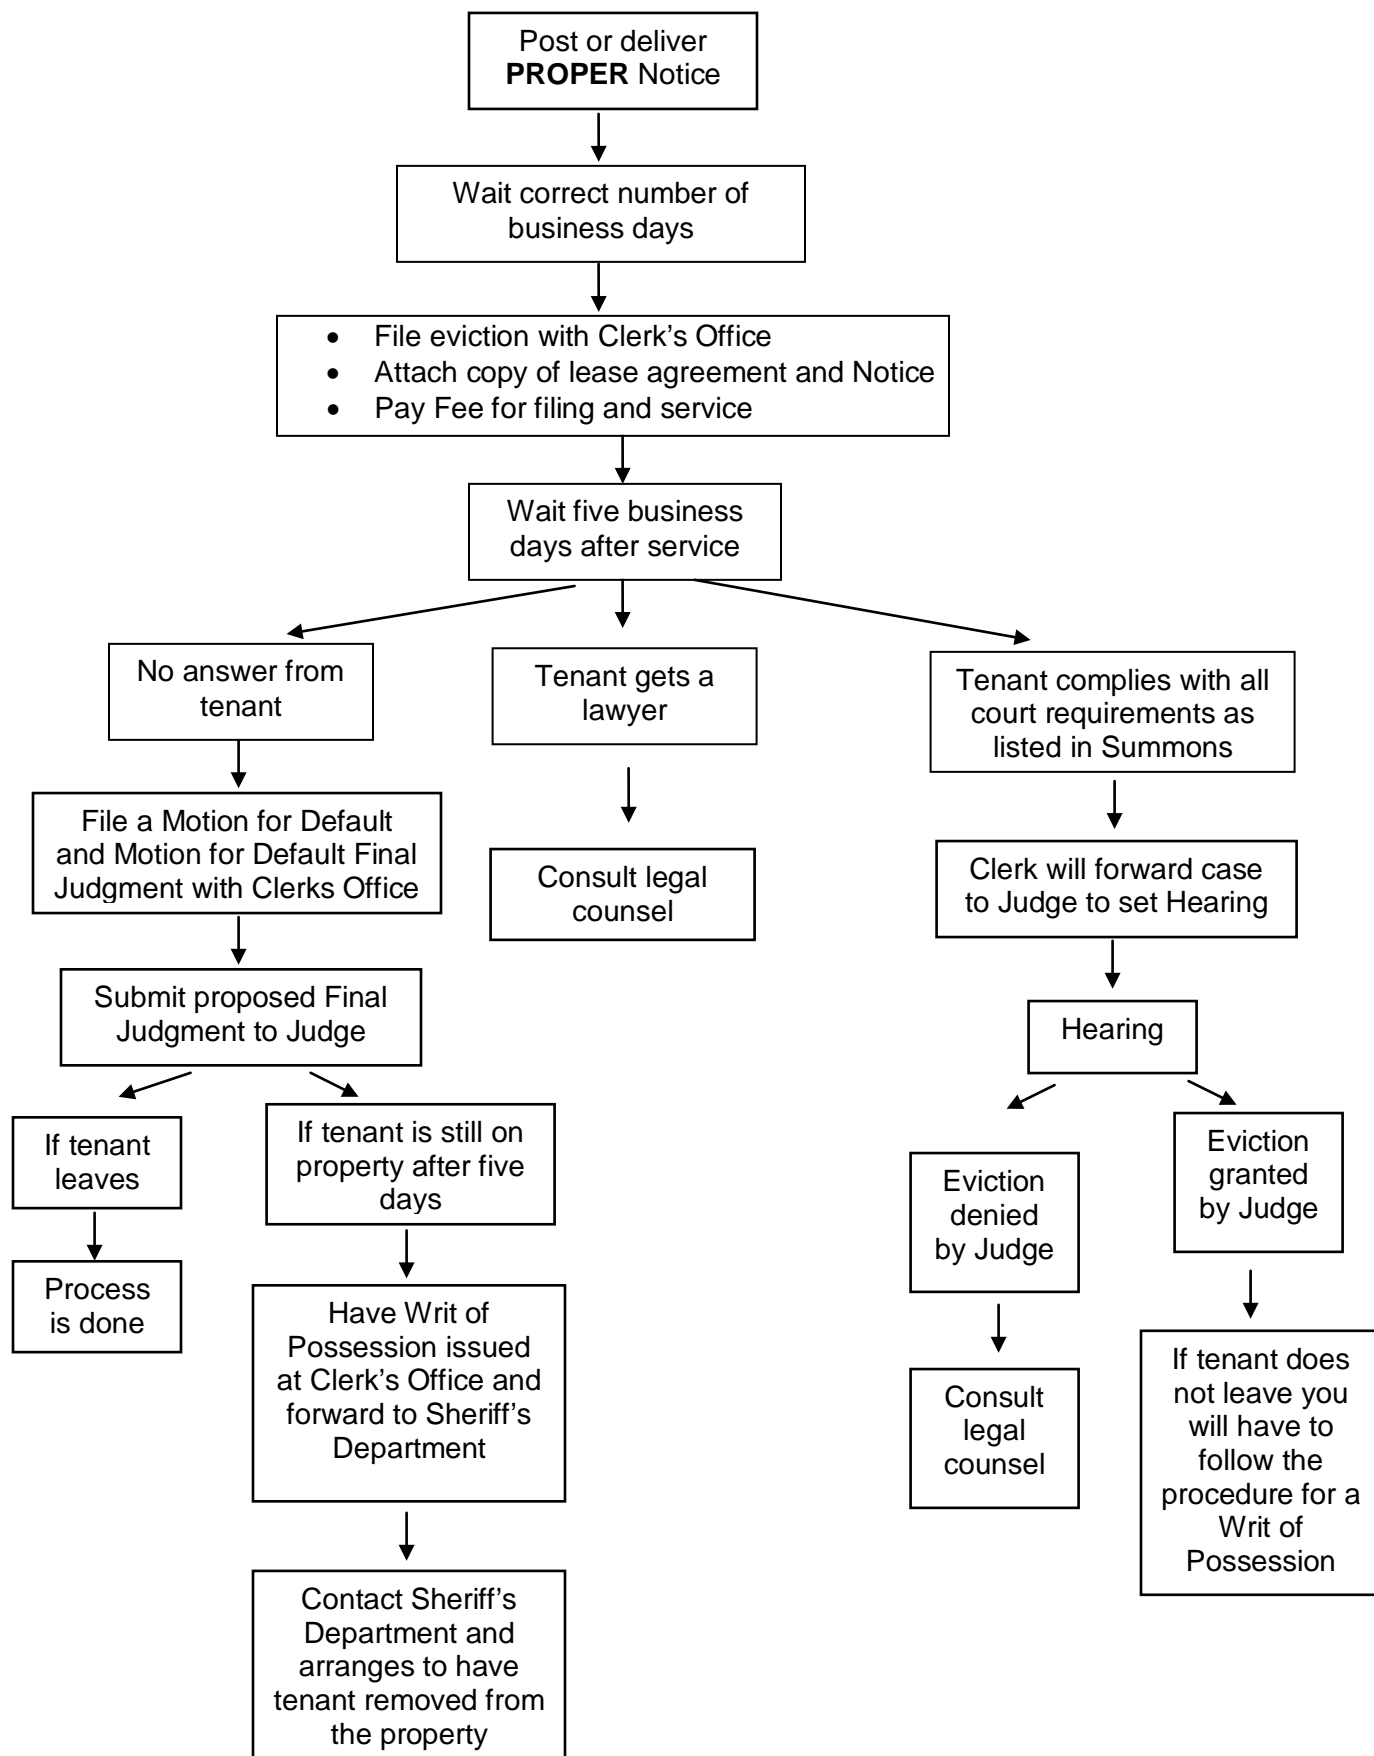 Post or deliver
PROPER Notice
Wait correct number of
business days
• File eviction with Clerk’s Office
• Attach copy of lease agreement and Notice
• Pay Fee for filing and service
Wait five business
days after service
No answer from
tenant
Tenant gets a
lawyer
Tenant complies with all
court requirements as
listed in Summons
File a Motion for Default
and Motion for Default Final
Judgment with Clerks Office
Consult legal
counsel
Clerk will forward case
to Judge to set Hearing
Submit proposed Final
Judgment to Judge
Hearing
If tenant
leaves
If tenant is still on
property after five
days
Eviction
denied
by Judge
Eviction
granted
by Judge
Process
is done
Have Writ of
Possession issued
at Clerk’s Office and
forward to Sheriff’s
Department
Consult
legal
counsel
If tenant does
not leave you
will have to
follow the
procedure for a
Writ of
Possession
Contact Sheriff’s
Department and
arranges to have
tenant removed from
the property